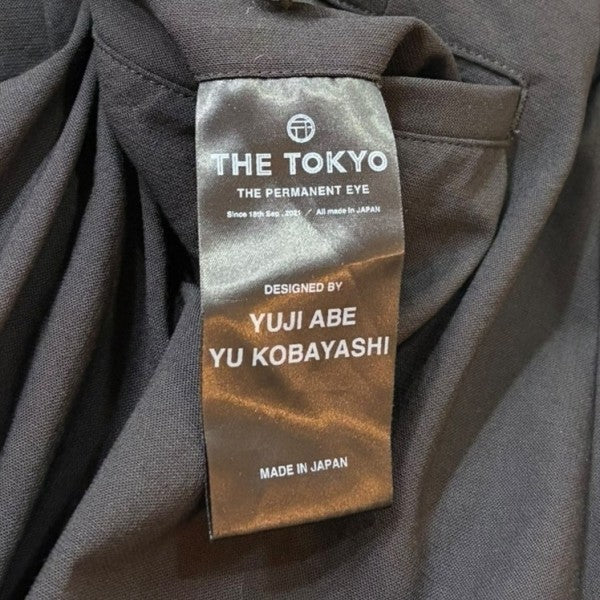 THE TOKYO
THE PERMANENT EYE
Since 18th Sep , 2021 / All made in JAPAN
DESIGNED BY
YUJI ABE
YU KOBAYASHI
MADE IN JAPAN